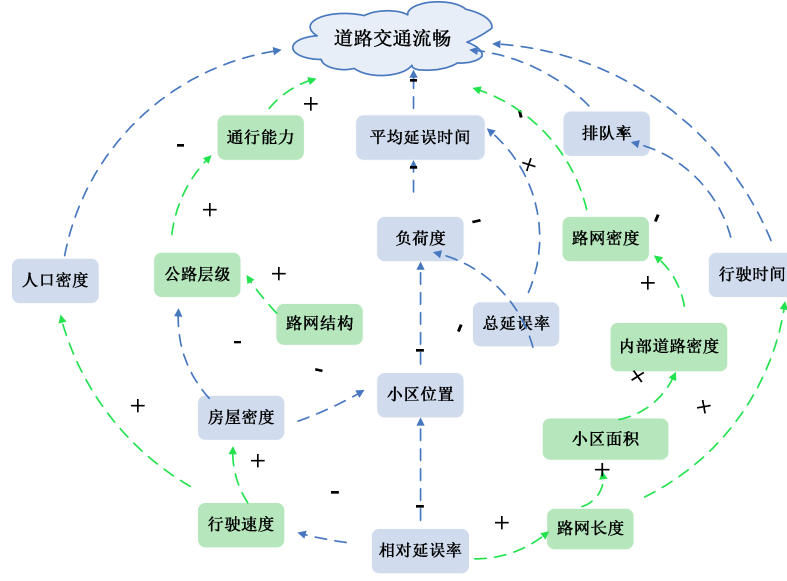 道路交通流畅
+
-
-
-
通行能力
平均延误时间
排队率
+
-
+
-
-
路网密度
负荷度
人口密度
公路层级
+
+
行驶时间
路网结构
总延误率
-
-
内部道路密度
-
-
+
小区位置
+
房屋密度
+
小区面积
+
+
-
-
行驶速度
+
路网长度
相对延误率